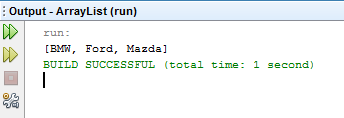 Output - ArrayList (run)
run:
[BMW, Ford, Mazda]
BUILD SUCCESSFUL (total time: 1 second)